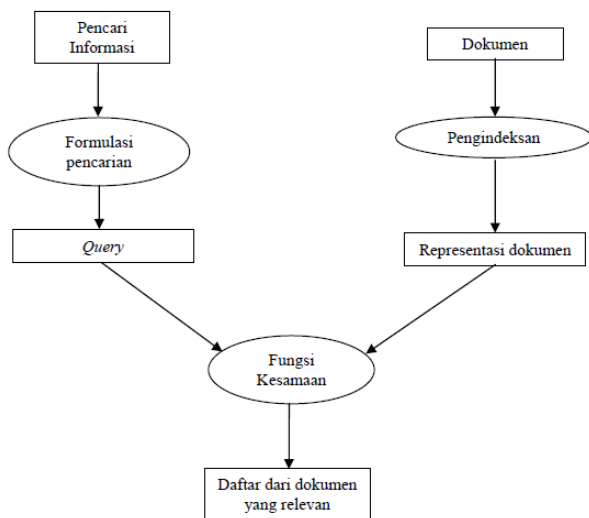 Pencari
Informasi
Dokumen
Formulasi
pencarian
Pengindeksan
Query
Representasi dokumen
Fungsi
Kesamaan
Daftar dari dokumen
yang relevan